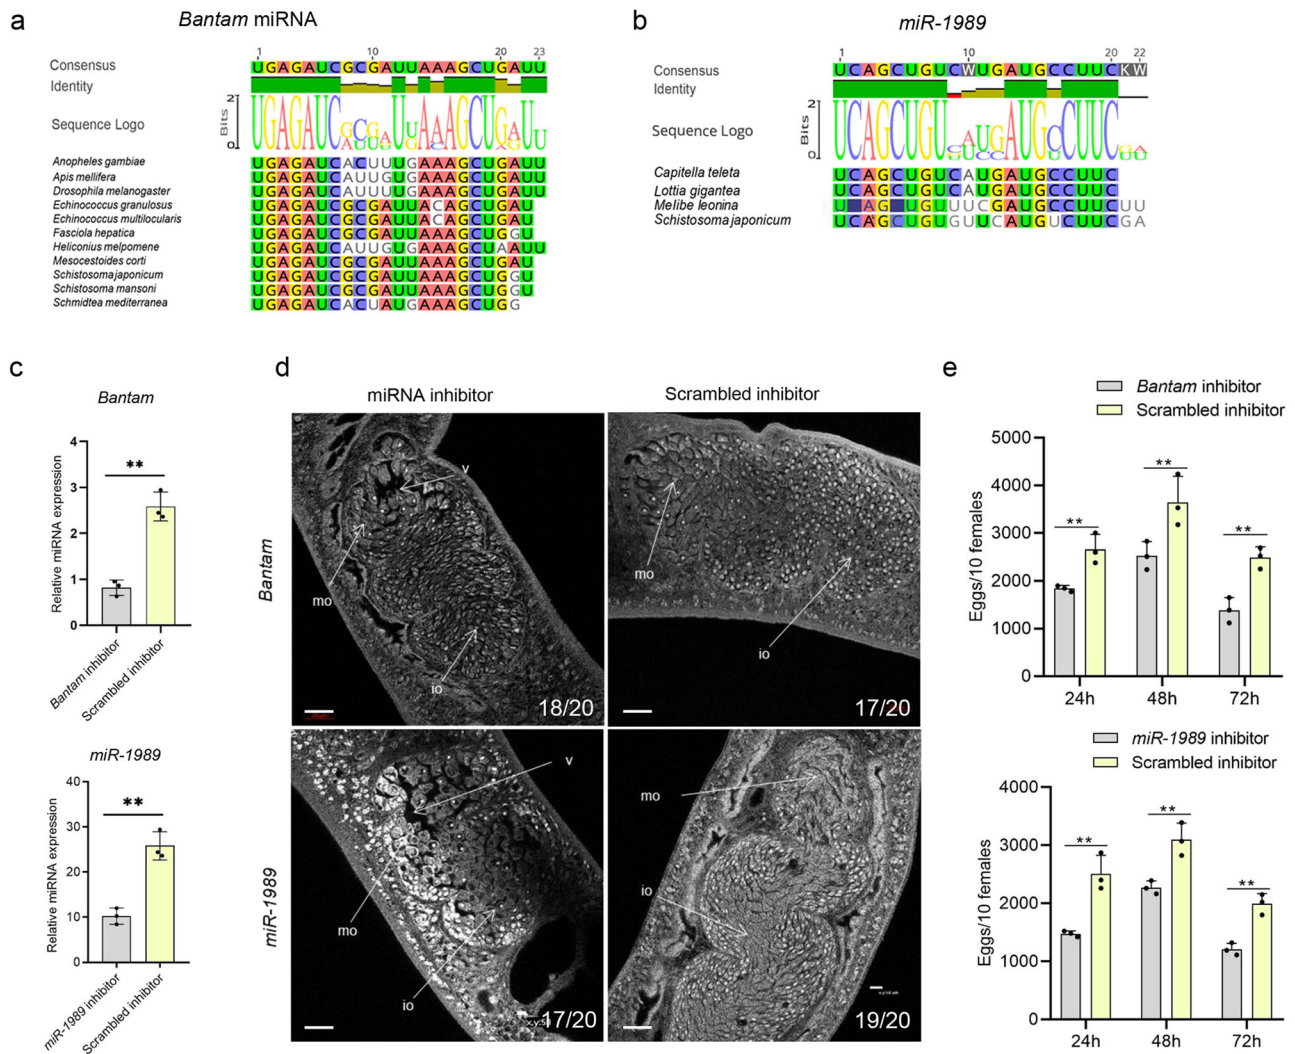 a
Bantam miRNA
1 10 20 23
Consensus
UGAGAUCGCGAUUAAAGCUGAUU
Identity
Sequence Logo
2
Bits
0
Anopheles gambiae UGAGAUCACUUUGAAAGCUGAUU
Apis mellifera UGAGAUCAUUGUGAAAGCUGAUU
Drosophila melanogaster UGAGAUCAUUUUGAAAGCUGAUU
Echinococcus granulosus UGAGAUCGCGAUUACAGCUGAU
Echinococcus multilocularis UGAGAUCGCGAUUACAGCUGAU
Fasciola hepatica UGAGAUCGCGAUUAAAGCUGGU
Heliconius melpomene UGAGAUCAUUGUGAAAGCUAAUU
Mesocestoides corti UGAGAUCGCGAUUAAAGCUGAU
Schistosoma japonicum UGAGAUCGCGAUUAAAGCUGGU
Schistosoma mansoni UGAGAUCGCGAUUAAAGCUGGU
Schmidtea mediterranea UGAGAUCACUAUGAAAGCUGG
b
miR-1989
1 10 20 22
Consensus
UCAGCUGUCWUGAUGCCUUCKW
Identity
Sequence Logo
2
Bits
0
Capitella teleta UCAGCUGUCAUGAUGCCUUC
Lottia gigantea UCAGCUGUCAUGAUGCCUUC
Melibe leonina
Schistosoma japonicum UCAGCUGUGUUCAUGUCUUCGA
c
Bantam
Relative miRNA expression
4
3
2
1
0
**
Bantam inhibitor
Scrambled inhibitor
miR-1989
Relative miRNA expression
40
30
20
10
0
**
miR-1989 inhibitor
Scrambled inhibitor
d
miRNA inhibitor
Scrambled inhibitor
Bantam
v
mo
io
18/20
mo
io
17/20
miR-1989
v
mo
io
17/20
mo
io
19/20
e
Bantam inhibitor
Scrambled inhibitor
Eggs/10 females
5000
4000
3000
2000
1000
0
**
**
**
24h 48h 72h
miR-1989 inhibitor
Scrambled inhibitor
Eggs/10 females
4000
3000
2000
1000
0
**
**
**
24h 48h 72h